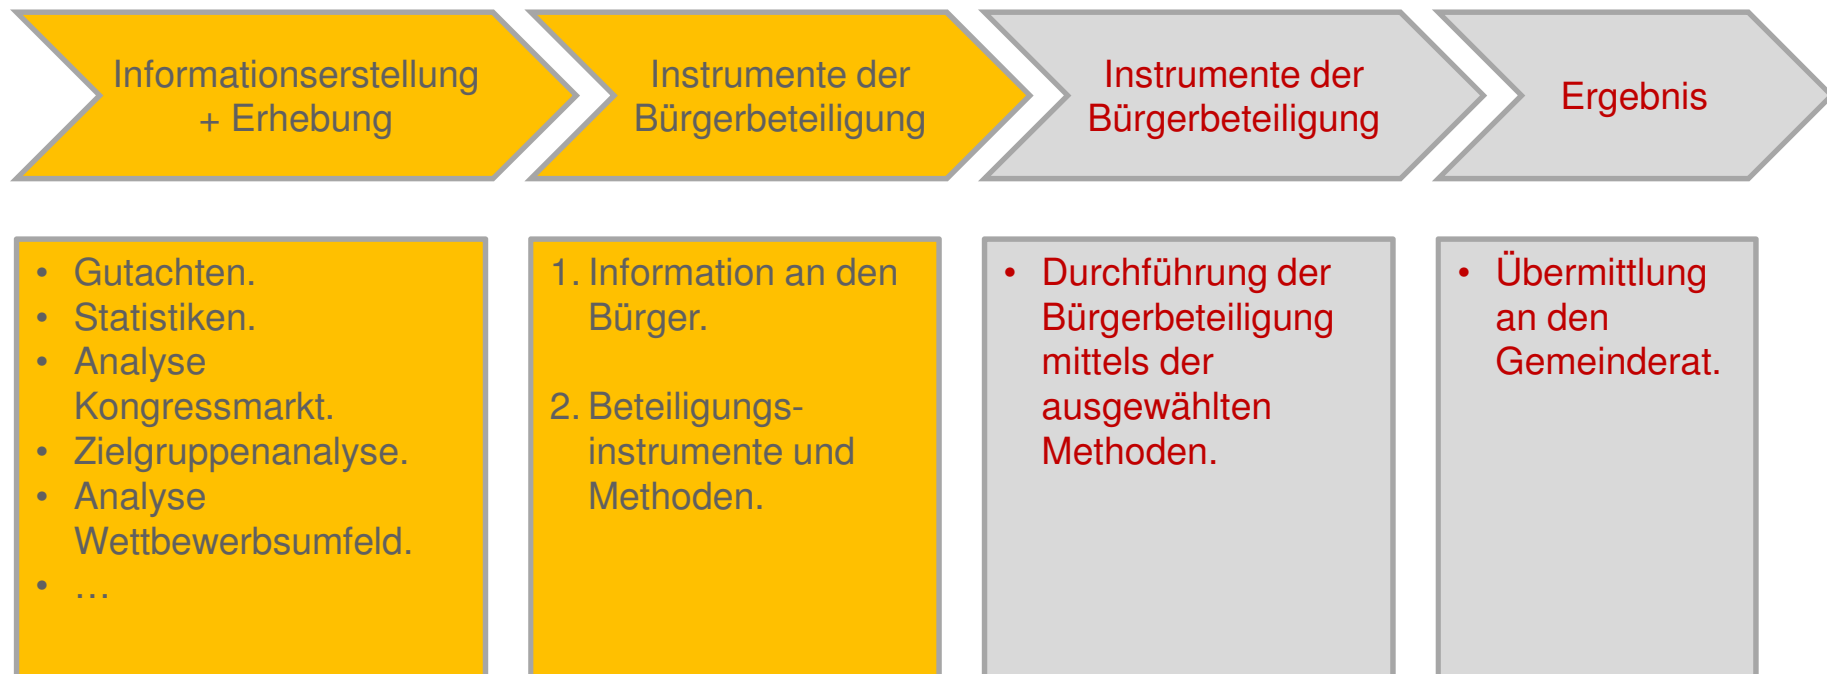 Informationserstellung
+ Erhebung
Instrumente der
Bürgerbeteiligung
Instrumente der
Bürgerbeteiligung
Ergebnis
• Gutachten.
• Statistiken.
• Analyse
Kongressmarkt.
• Zielgruppenanalyse.
• Analyse
Wettbewerbsumfeld.
• …
1. Information an den
Bürger.
2. Beteiligungs-
instrumente und
Methoden.
• Durchführung der
Bürgerbeteiligung
mittels der
ausgewählten
Methoden.
• Übermittlung
an den
Gemeinderat.